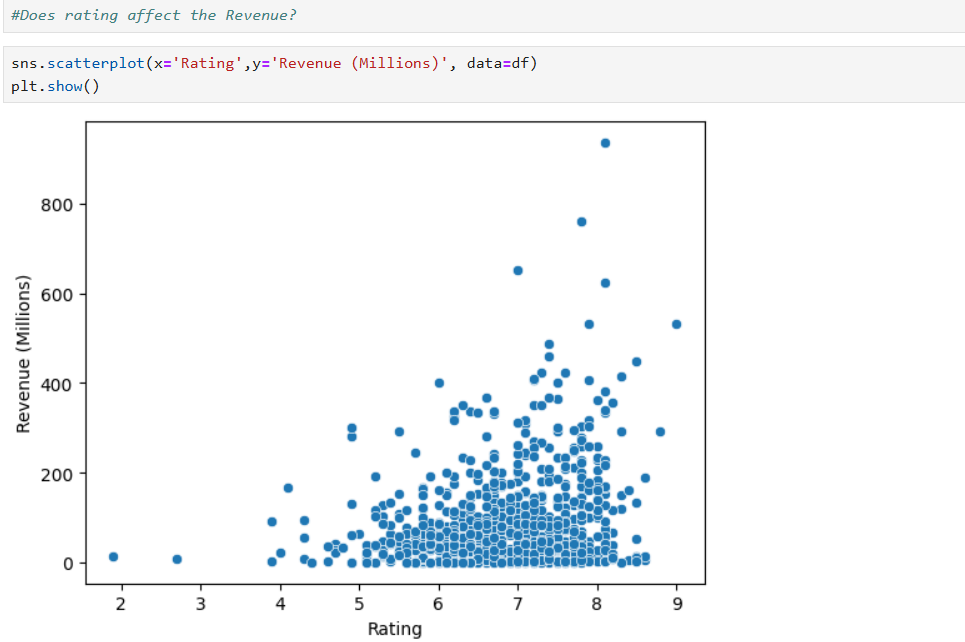 #Does rating affect the Revenue?
sns.scatterplot(x='Rating',y='Revenue (Millions)', data=df)
plt.show()
800
600
400
200
0
Revenue (Millions)
2 3 4 5 6 7 8 9
Rating